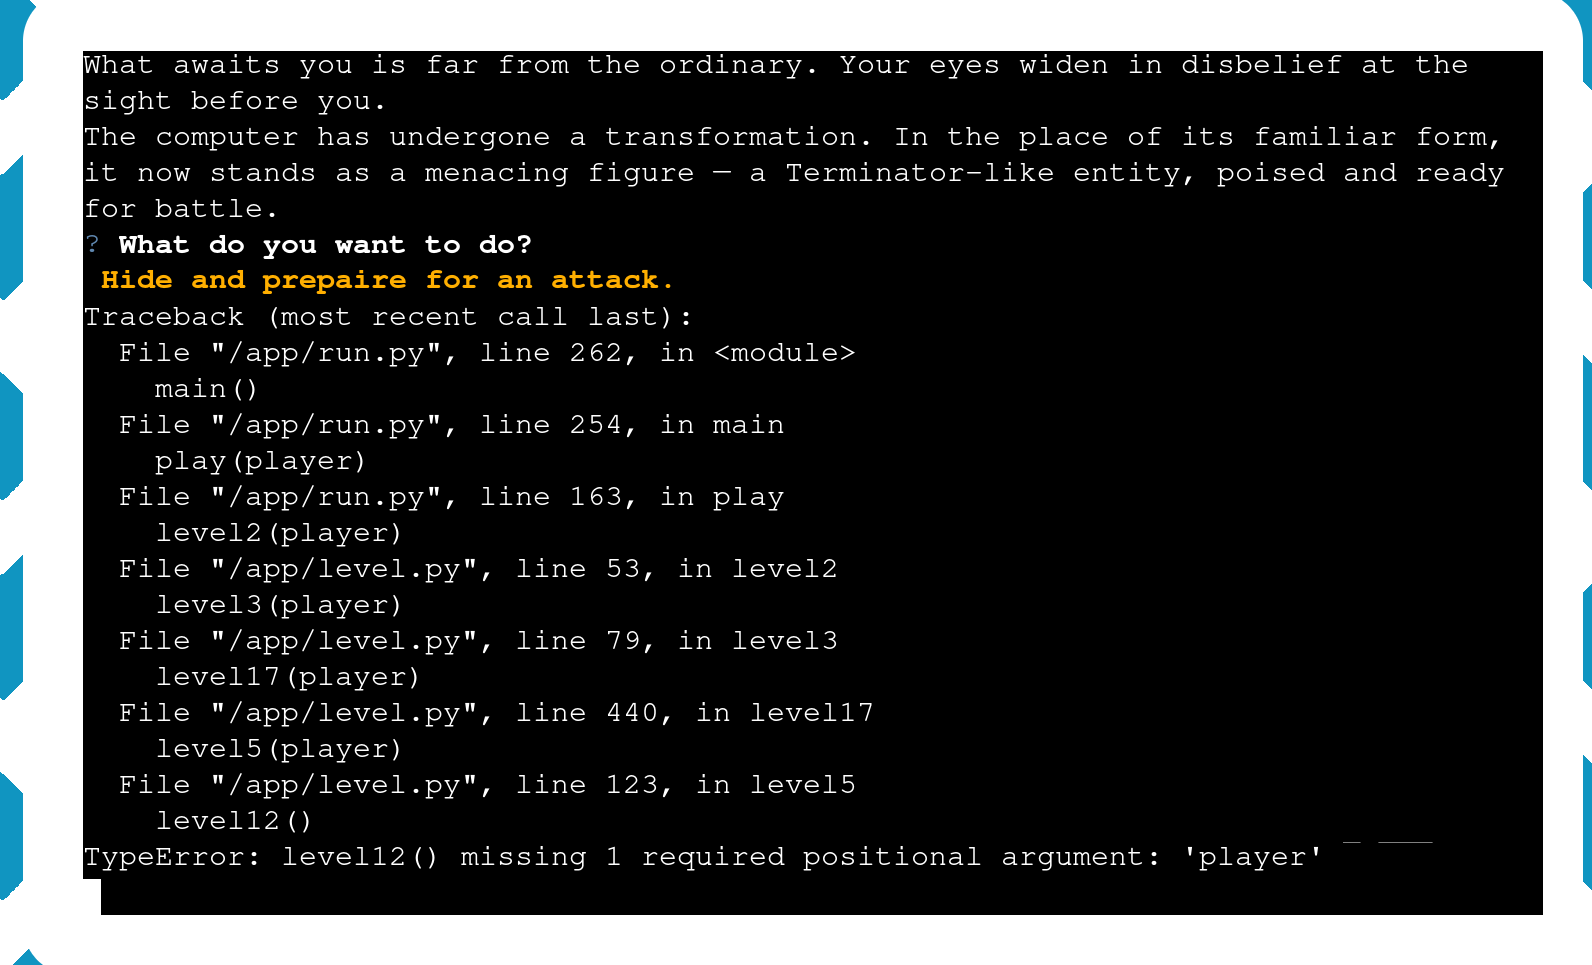 What awaits you is far from the ordinary. Your eyes widen in disbelief at the
sight before you.
The computer has undergone a transformation. In the place of its familiar form,
it now stands as a menacing figure — a Terminator-like entity, poised and ready
for battle.
? What do you want to do?
Hide and prepaire for an attack.
Traceback (most recent call last):
  File "/app/run.py", line 262, in <module>
    main()
  File "/app/run.py", line 254, in main
    play(player)
  File "/app/run.py", line 163, in play
    level2(player)
  File "/app/level.py", line 53, in level2
    level3(player)
  File "/app/level.py", line 79, in level3
    level17(player)
  File "/app/level.py", line 440, in level17
    level5(player)
  File "/app/level.py", line 123, in level5
    level12()
TypeError: level12() missing 1 required positional argument: 'player'